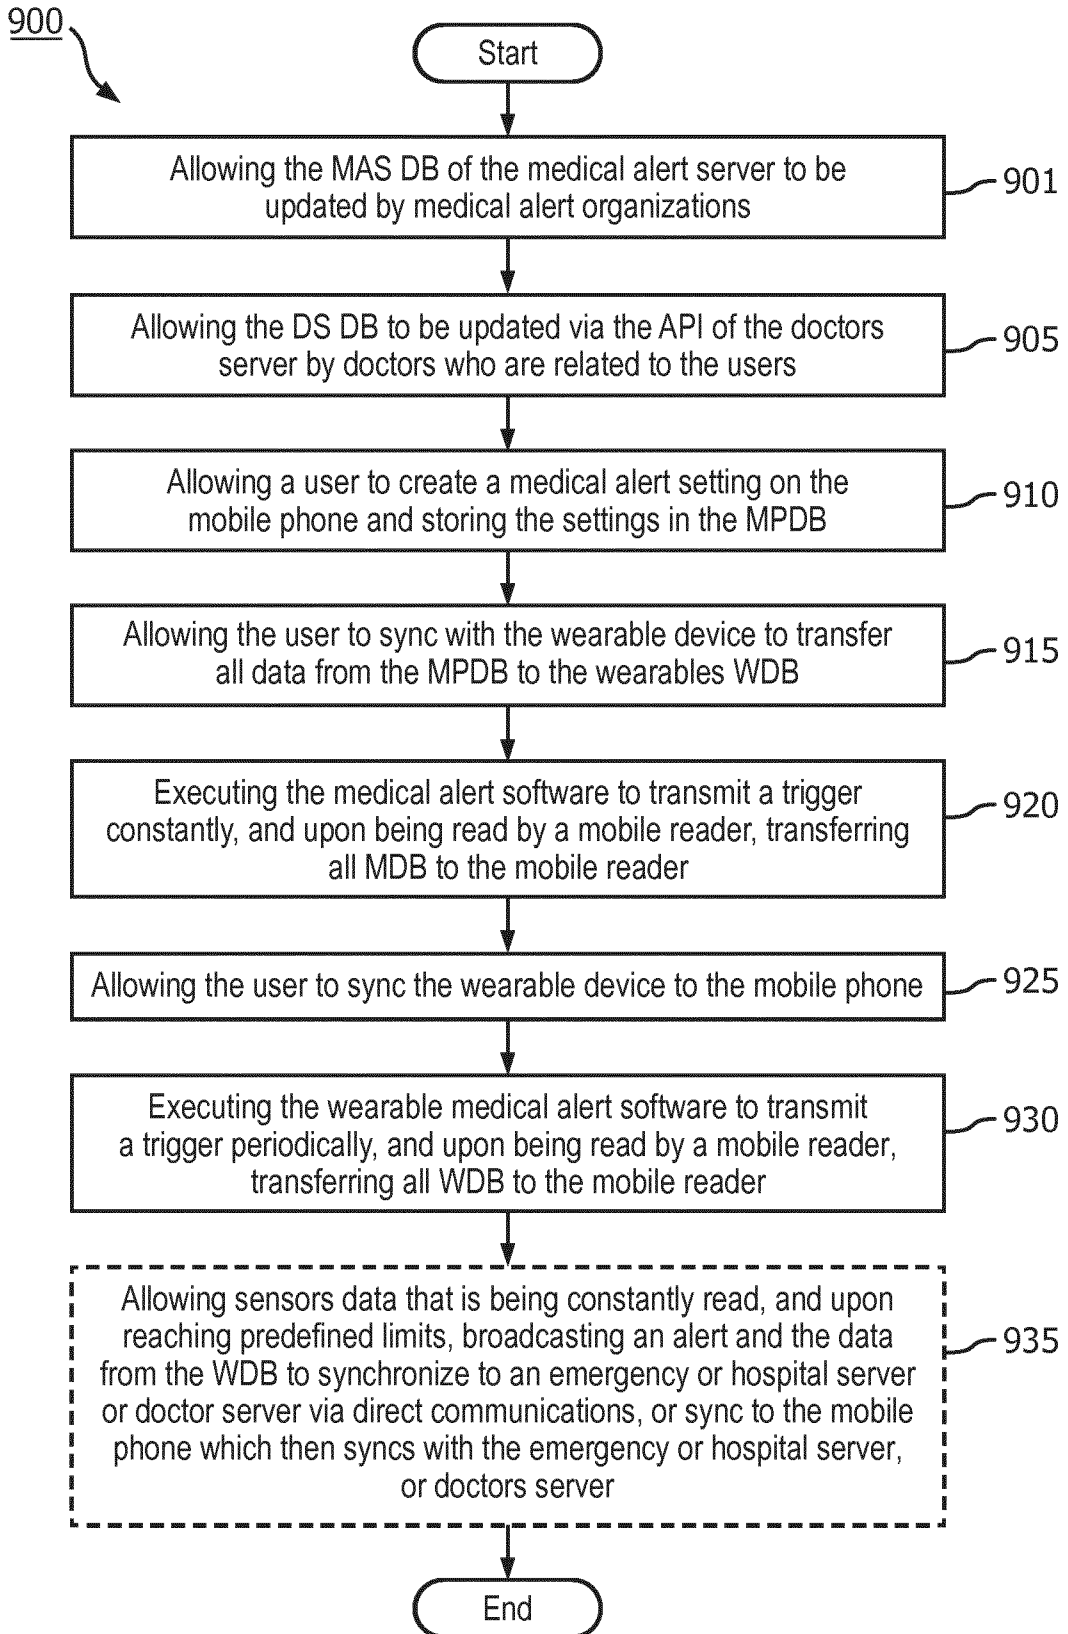 900
Start
Allowing the MAS DB of the medical alert server to be
updated by medical alert organizations
901
Allowing the DS DB to be updated via the API of the doctors
server by doctors who are related to the users
905
Allowing a user to create a medical alert setting on the
mobile phone and storing the settings in the MPDB
910
Allowing the user to sync with the wearable device to transfer
all data from the MPDB to the wearables WDB
915
Executing the medical alert software to transmit a trigger
constantly, and upon being read by a mobile reader, transferring
all MDB to the mobile reader
920
Allowing the user to sync the wearable device to the mobile phone
925
Executing the wearable medical alert software to transmit
a trigger periodically, and upon being read by a mobile reader,
transferring all WDB to the mobile reader
930
Allowing sensors data that is being constantly read, and upon
reaching predefined limits, broadcasting an alert and the data
from the WDB to synchronize to an emergency or hospital server
or doctor server via direct communications, or sync to the mobile
phone which then syncs with the emergency or hospital server,
or doctors server
935
End